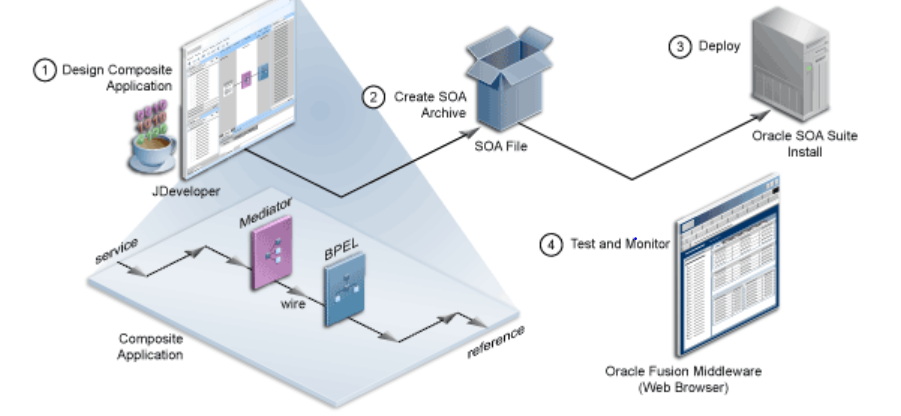 1 Design Composite
Application
JDeveloper
2 Create SOA
Archive
SOA File
3 Deploy
Oracle SOA Suite
Install
4 Test and Monitor
Oracle Fusion Middleware
(Web Browser)
service
Mediator
wire
BPEL
reference
Composite
Application